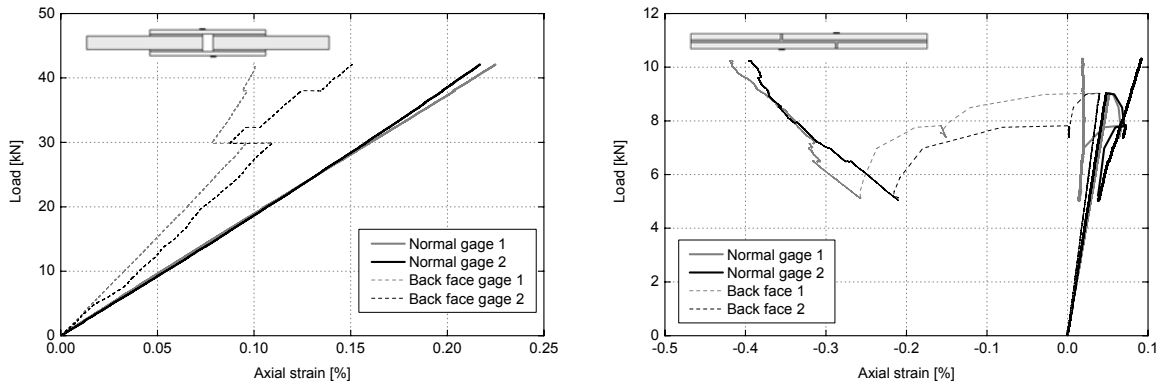 50
40
30
20
10
0
0.00
0.05
0.10
0.15
0.20
0.25
Load [kN]
Axial strain [%]
Normal gage 1
Normal gage 2
Back face gage 1
Back face gage 2
12
10
8
6
4
2
0
-0.5
-0.4
-0.3
-0.2
-0.1
0.0
0.1
Load [kN]
Axial strain [%]
Normal gage 1
Normal gage 2
Back face 1
Back face 2